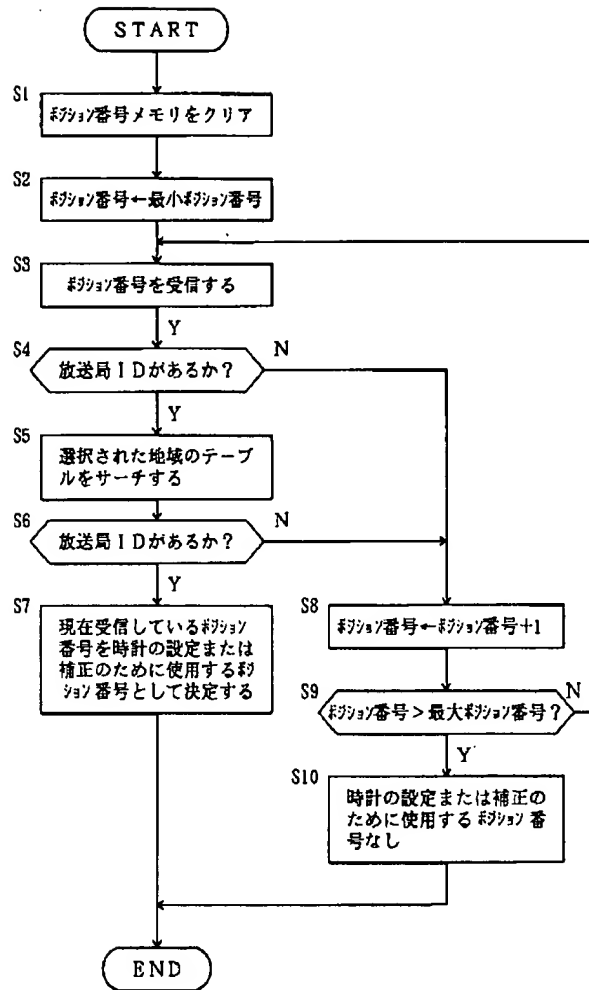 START
S1
ポジション番号メモリをクリア
S2
ポジション番号←最小ポジション番号
S3
ポジション番号を受信する
Y
S4
放送局IDがあるか?
N
Y
S5
選択された地域のテーブ
ルをサーチする
S6
放送局IDがあるか?
N
Y
S7
現在受信しているポジション
番号を時計の設定または
補正のために使用するポジ
ション番号として決定する
S8
ポジション番号←ポジション番号+1
S9
ポジション番号>最大ポジション番号?
N
Y
S10
時計の設定または補正の
ために使用するポジション番
号なし
END